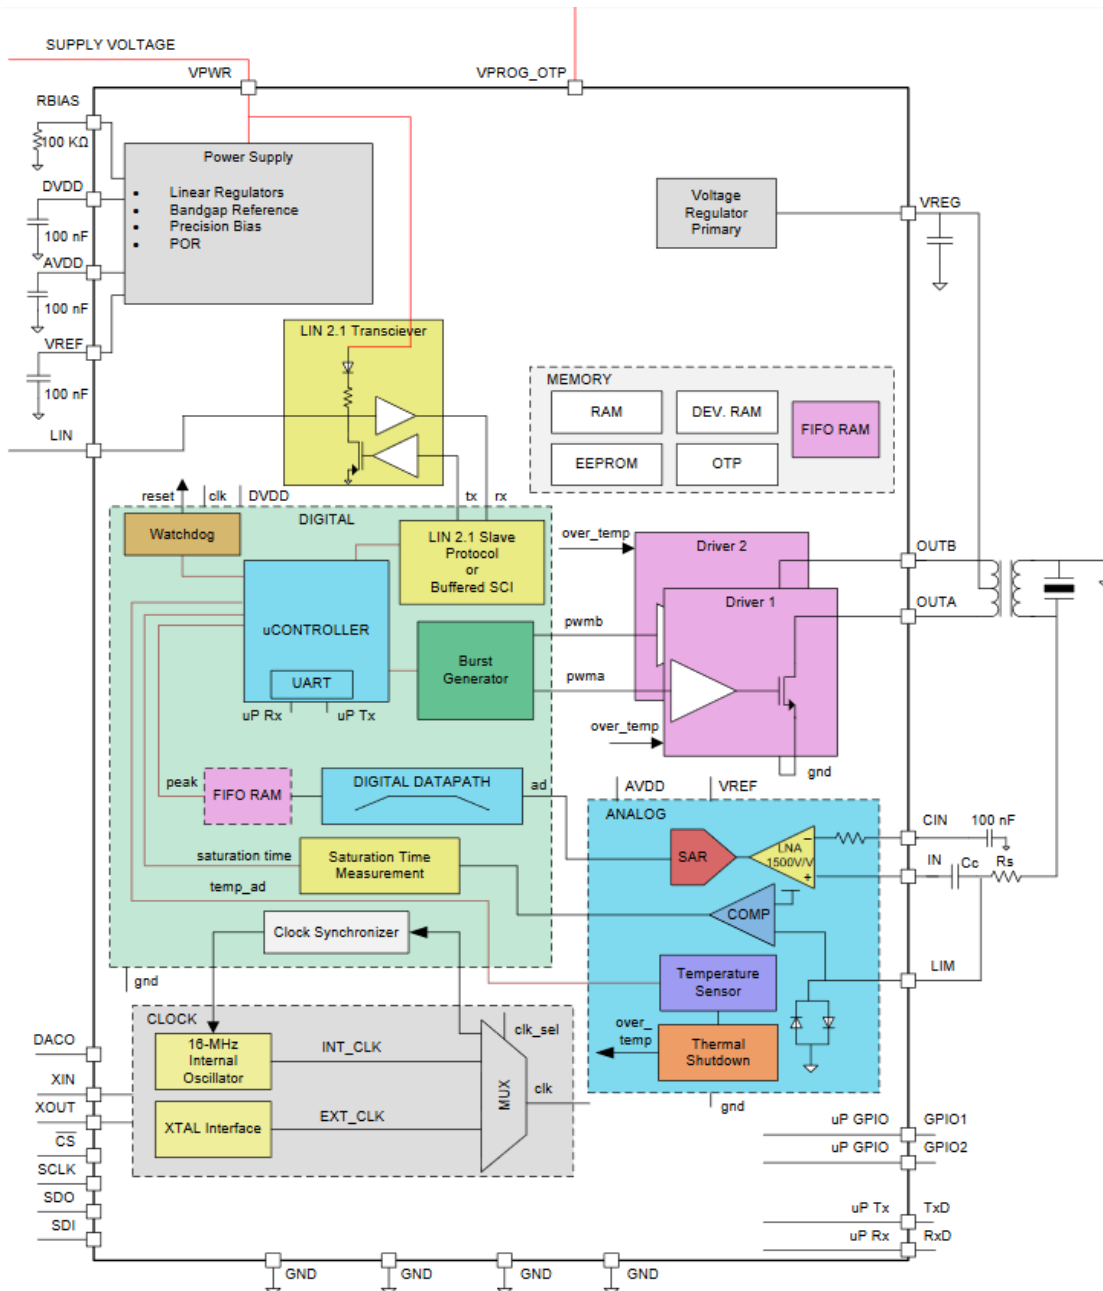 SUPPLY VOLTAGE
VPWR
VPROG_OTP
RBIAS
100 KΩ
DVDD
100 nF
AVDD
100 nF
VREF
100 nF
LIN
Power Supply
• Linear Regulators
• Bandgap Reference
• Precision Bias
• POR
Voltage
Regulator
Primary
VREG
LIN 2.1 Transciever
MEMORY
RAM
DEV. RAM
FIFO RAM
EEPROM
OTP
tx
rx
reset
clk
DVDD
DIGITAL
Watchdog
LIN 2.1 Slave
Protocol
or
Buffered SCI
uCONTROLLER
UART
uP Rx
uP Tx
Burst
Generator
pwmb
pwma
over_temp
Driver 2
Driver 1
over_temp
gnd
OUTB
OUTA
peak
FIFO RAM
DIGITAL DATAPATH
ad
saturation time
Saturation Time
Measurement
temp_ad
Clock Synchronizer
gnd
AVDD
VREF
ANALOG
SAR
LNA
1500V/V
−
+
COMP
Temperature
Sensor
over_
temp
Thermal
Shutdown
gnd
CIN
100 nF
IN
Cc
Rs
LIM
CLOCK
16-MHz
Internal
Oscillator
INT_CLK
XTAL Interface
EXT_CLK
clk_sel
MUX
clk
DACO
XIN
XOUT
CS
SCLK
SDO
SDI
uP GPIO
GPIO1
uP GPIO
GPIO2
uP Tx
TxD
uP Rx
RxD
GND
GND
GND
GND